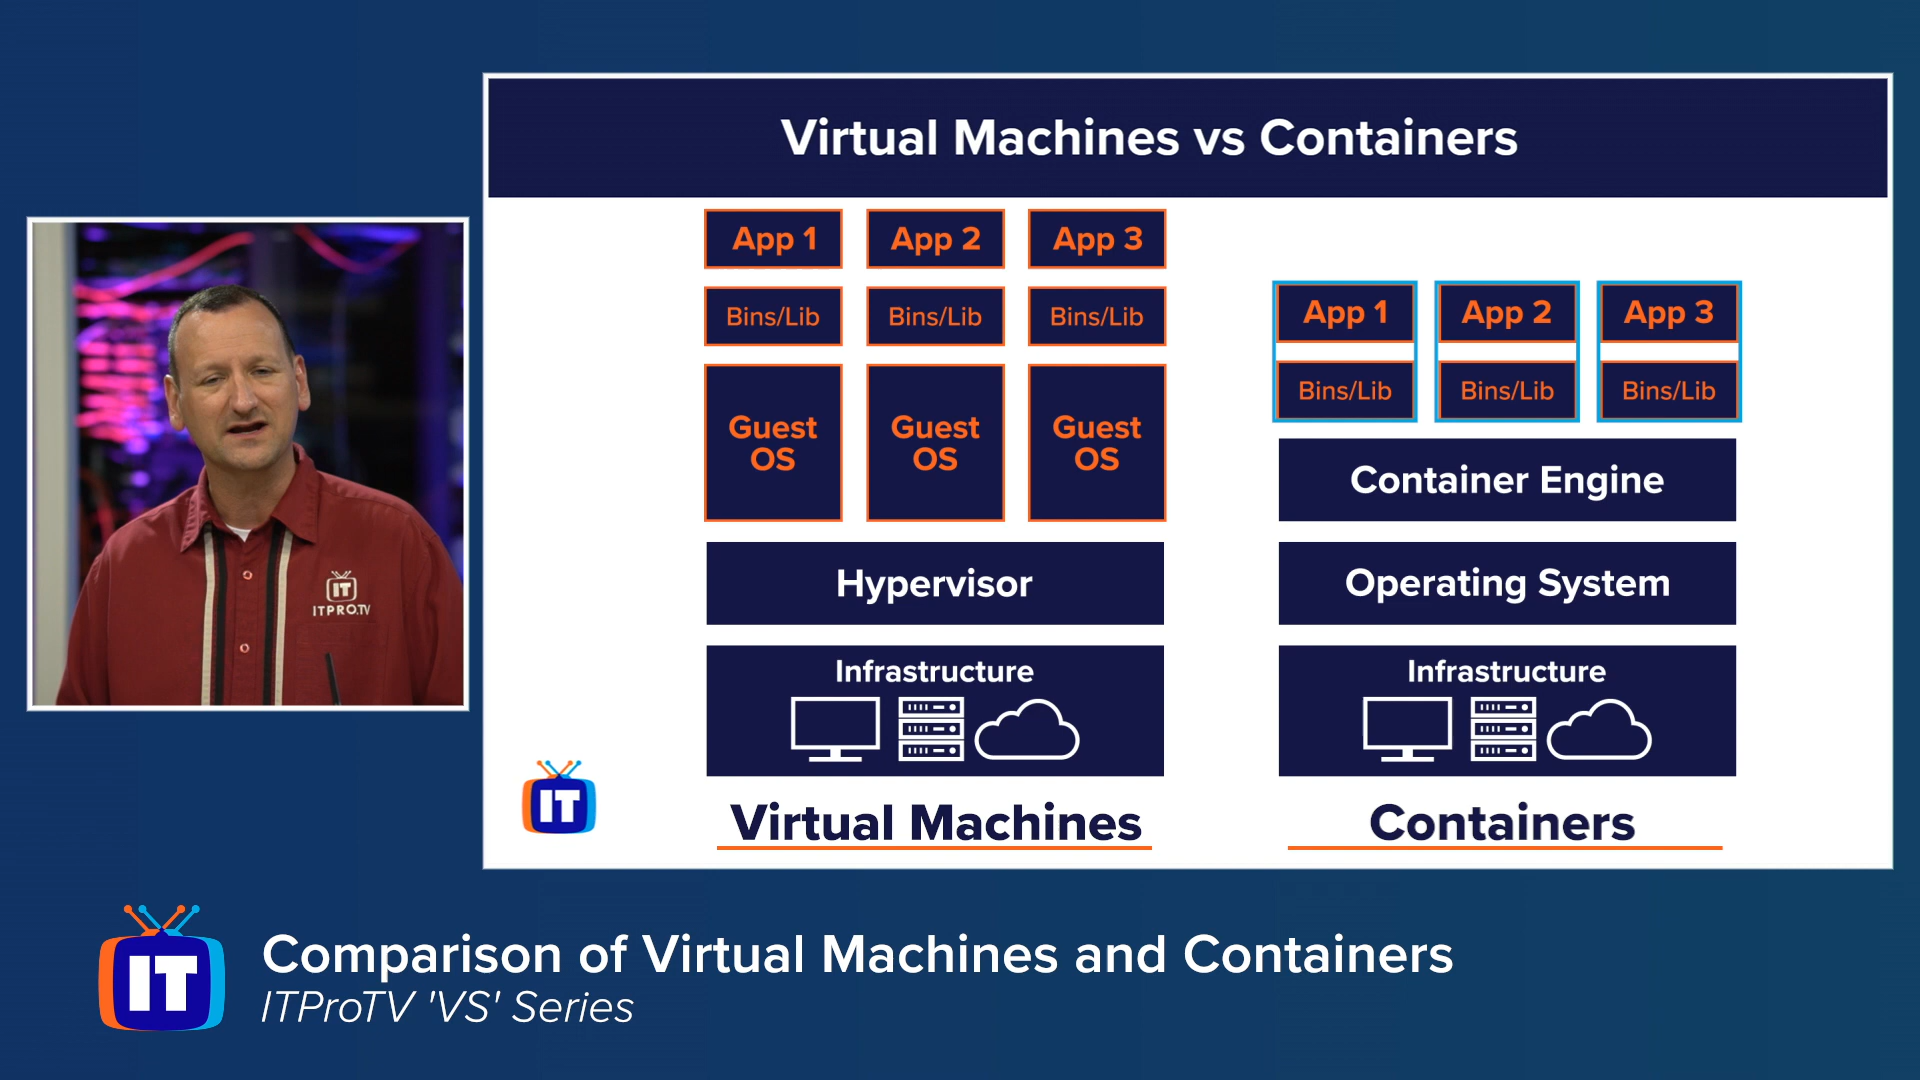 Virtual Machines vs Containers
App 1
App 2
App 3
Bins/Lib
Bins/Lib
Bins/Lib
Guest
OS
Guest
OS
Guest
OS
Hypervisor
Infrastructure
Virtual Machines
App 1
App 2
App 3
Bins/Lib
Bins/Lib
Bins/Lib
Container Engine
Operating System
Infrastructure
Containers
IT
IT
ITPRO.TV
IT
Comparison of Virtual Machines and Containers
ITProTV 'VS' Series